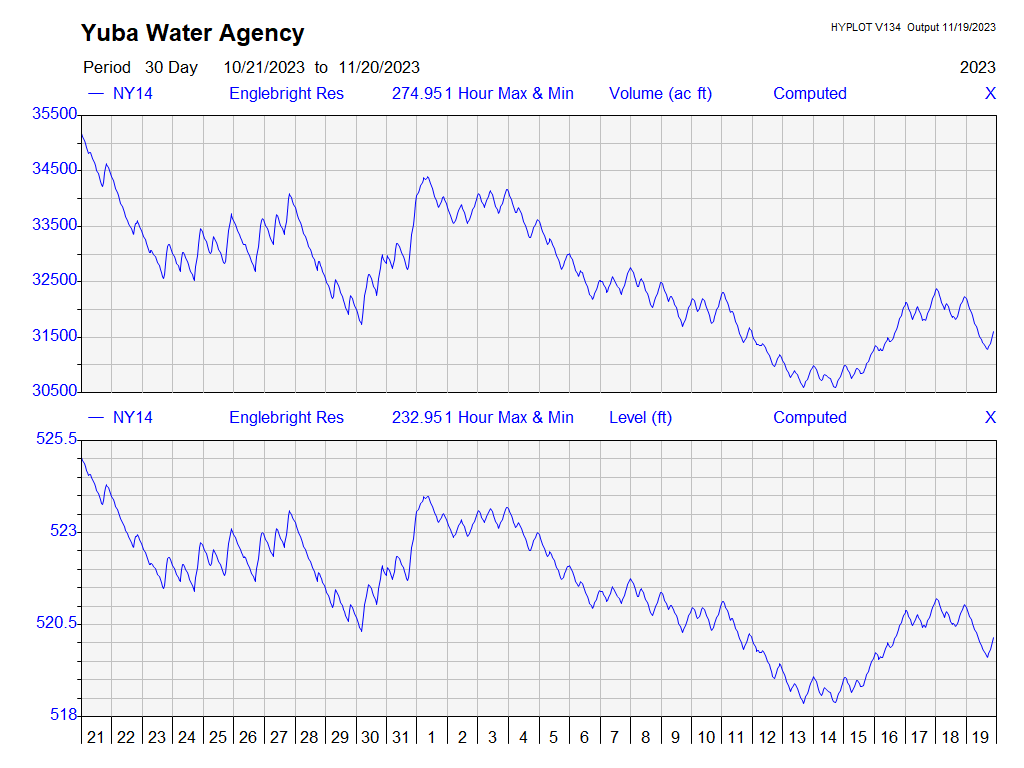 Yuba Water Agency
HYPLOT V134 Output 11/19/2023
Period 30 Day 10/21/2023 to 11/20/2023 2023
NY14 Englebright Res 274.95 1 Hour Max & Min Volume (ac ft) Computed X
35500
34500
33500
32500
31500
30500
NY14 Englebright Res 232.95 1 Hour Max & Min Level (ft) Computed X
525.5
523
520.5
518
21 22 23 24 25 26 27 28 29 30 31 1 2 3 4 5 6 7 8 9 10 11 12 13 14 15 16 17 18 19